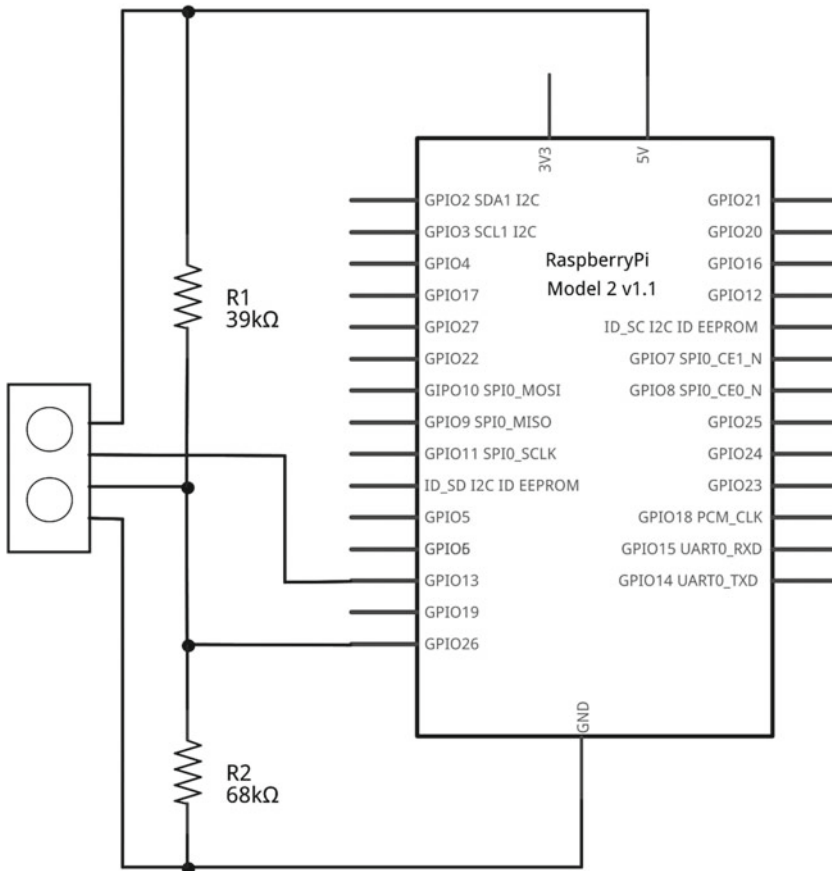 3V3
5V
GPIO2 SDA1 I2C
GPIO3 SCL1 I2C
GPIO4
GPIO17
GPIO27
GPIO22
GIPO10 SPI0_MOSI
GPIO9 SPI0_MISO
GPIO11 SPI0_SCLK
ID_SD I2C ID EEPROM
GPIO5
GPIO6
GPIO13
GPIO19
GPIO26
RaspberryPi
Model 2 v1.1
GPIO21
GPIO20
GPIO16
GPIO12
ID_SC I2C ID EEPROM
GPIO7 SPI0_CE1_N
GPIO8 SPI0_CE0_N
GPIO25
GPIO24
GPIO23
GPIO18 PCM_CLK
GPIO15 UART0_RXD
GPIO14 UART0_TXD
GND
R1
39kΩ
R2
68kΩ